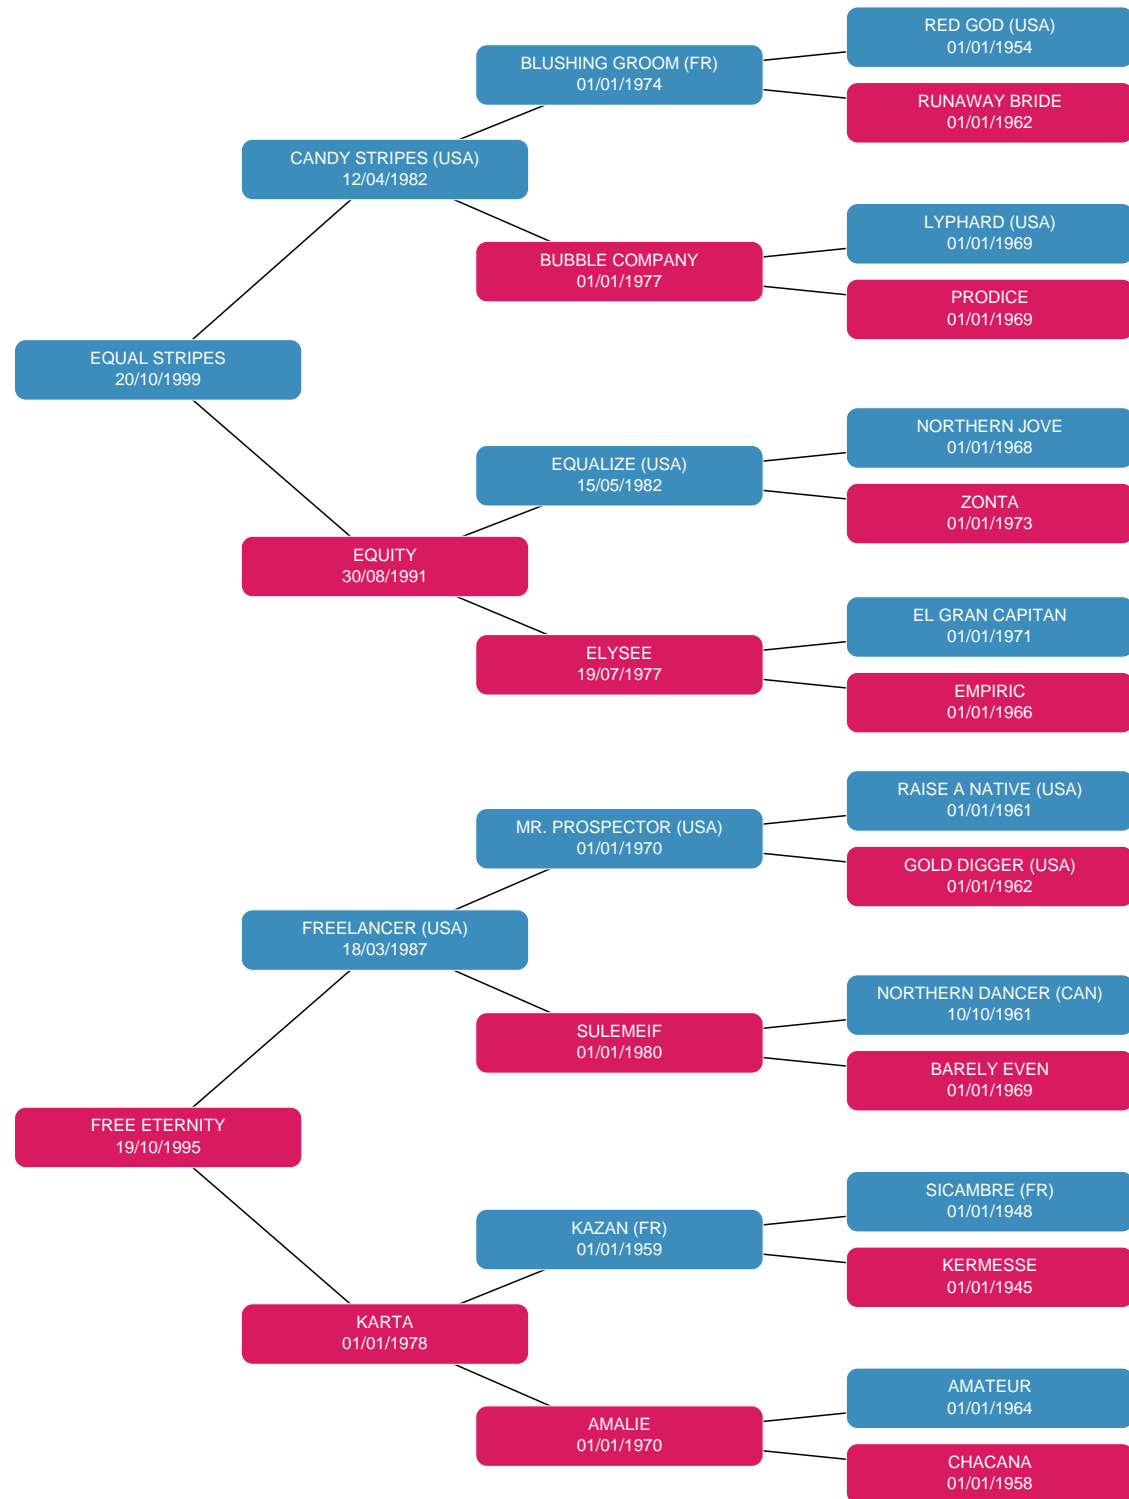 RED GOD (USA)
01/01/1954
BLUSHING GROOM (FR)
01/01/1974
RUNAWAY BRIDE
01/01/1962
CANDY STRIPES (USA)
12/04/1982
LYPHARD (USA)
01/01/1969
BUBBLE COMPANY
01/01/1977
PRODICE
01/01/1969
EQUAL STRIPES
20/10/1999
NORTHERN JOVE
01/01/1968
EQUALIZE (USA)
15/05/1982
ZONTA
01/01/1973
EQUITY
30/08/1991
EL GRAN CAPITAN
01/01/1971
ELYSEE
19/07/1977
EMPIRIC
01/01/1966
RAISE A NATIVE (USA)
01/01/1961
MR. PROSPECTOR (USA)
01/01/1970
GOLD DIGGER (USA)
01/01/1962
FREELANCER (USA)
18/03/1987
NORTHERN DANCER (CAN)
10/10/1961
SULEMEIF
01/01/1980
BARELY EVEN
01/01/1969
FREE ETERNITY
19/10/1995
SICAMBRE (FR)
01/01/1948
KAZAN (FR)
01/01/1959
KERMESSE
01/01/1945
KARTA
01/01/1978
AMATEUR
01/01/1964
AMALIE
01/01/1970
CHACANA
01/01/1958